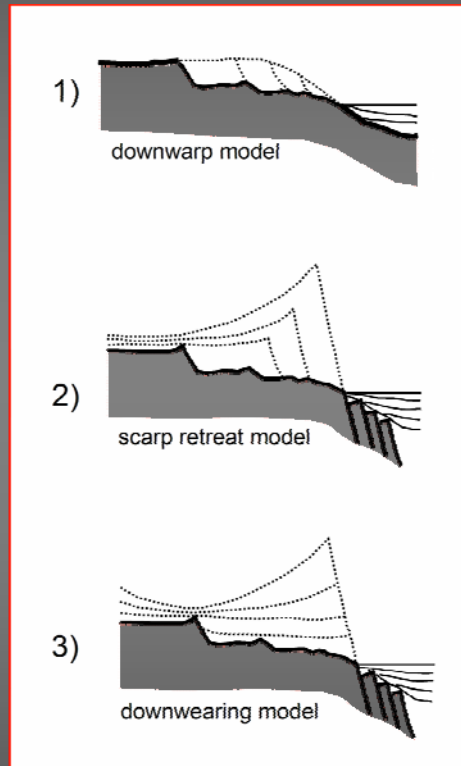 1)
downwarp model
2)
scarp retreat model
3)
downwearing model